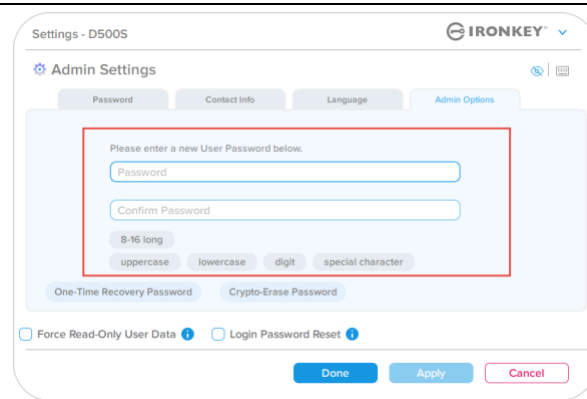 Settings - D500S
IRONKEY™
Admin Settings
Password Contact Info Language Admin Options
Please enter a new User Password below.
Password
Confirm Password
8-16 long
uppercase lowercase digit special character
One-Time Recovery Password Crypto-Erase Password
Force Read-Only User Data Login Password Reset
Done Apply Cancel